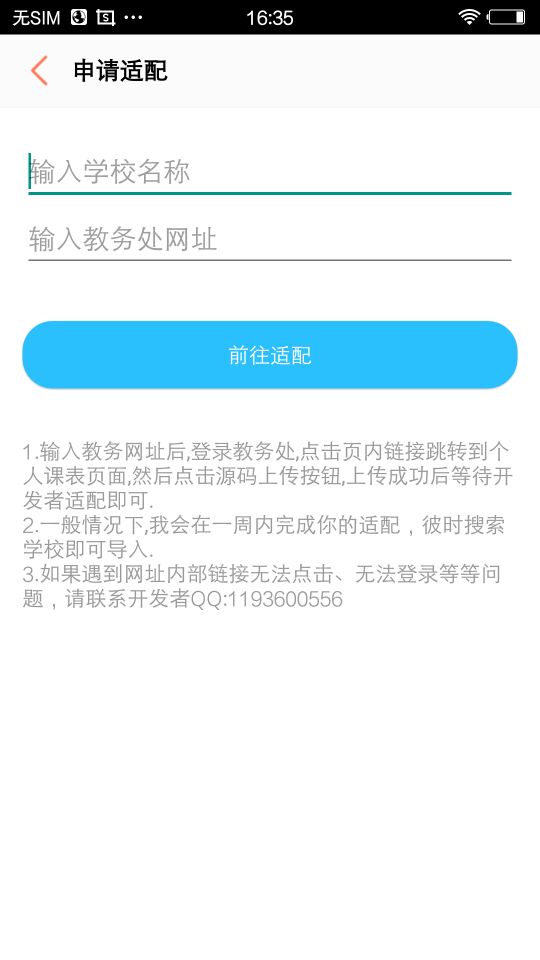 无SIM 16:35
申请适配
输入学校名称
输入教务处网址
前往适配
1.输入教务网址后,登录教务处,点击页内链接跳转到个
人课表页面,然后点击源码上传按钮,上传成功后等待开
发者适配即可.
2.一般情况下,我会在一周内完成你的适配，彼时搜索
学校即可导入.
3.如果遇到网址内部链接无法点击、无法登录等等问
题，请联系开发者QQ:1193600556